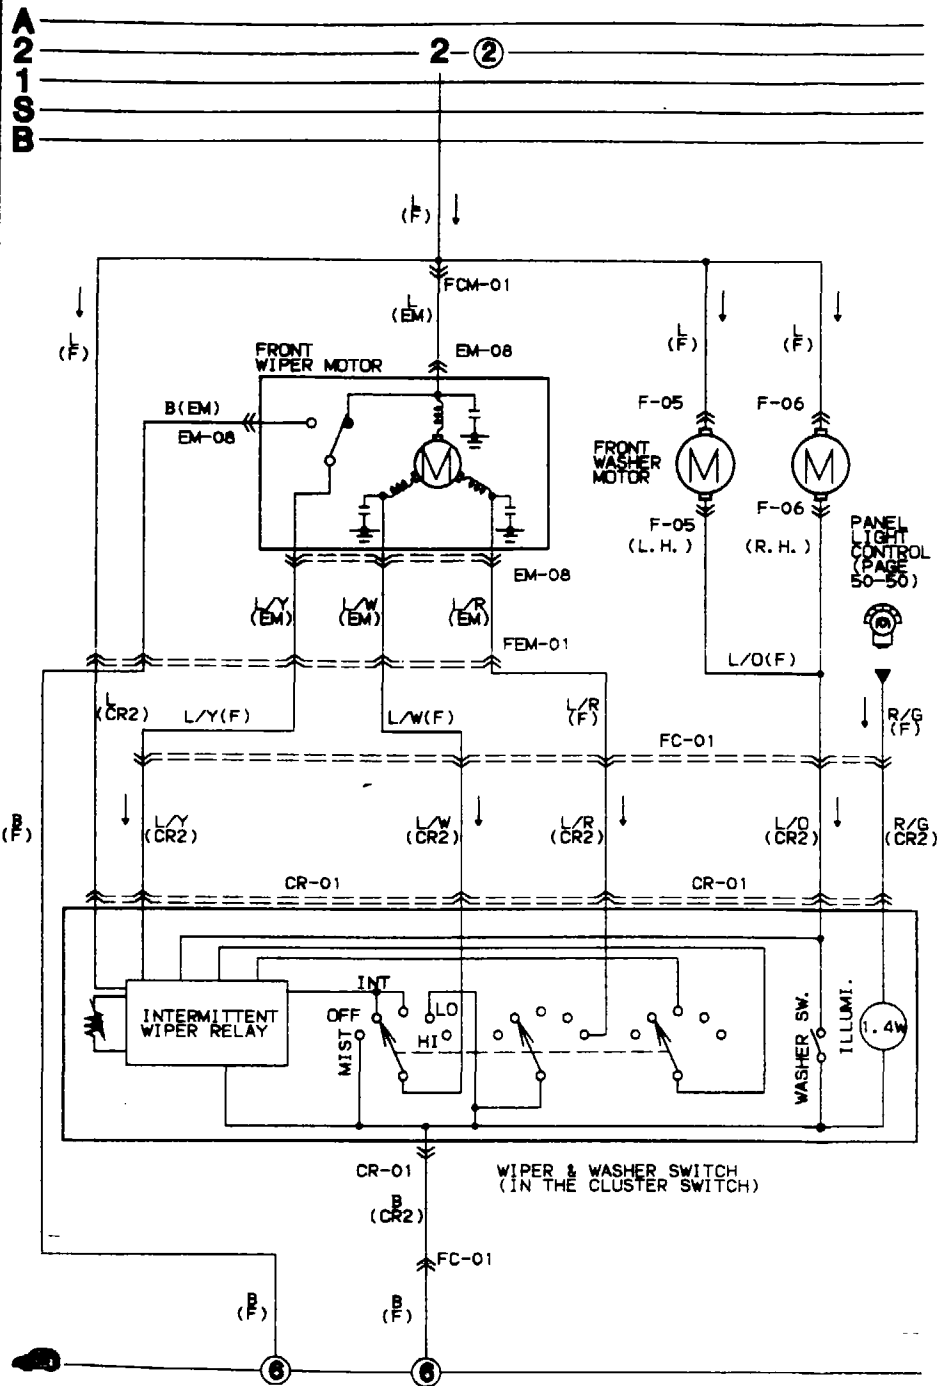 A
2
2-②
1
S
B
L
(F)
FCM-01
L
(F)
L
(EM)
L
(F)
L
(F)
FRONT
WIPER MOTOR
EM-08
B(EM)
EM-08
M
F-05
F-06
FRONT
WASHER
MOTOR
M
M
F-05
(L.H.)
F-06
(R.H.)
PANEL
LIGHT
CONTROL
(PAGE
50-50)
EM-08
L/Y
(EM)
L/W
(EM)
L/R
(EM)
FEM-01
L/O(F)
L
(CR2)
L/Y(F)
L/W(F)
L/R
(F)
R/G
(F)
FC-01
B
(F)
L/Y
(CR2)
L/W
(CR2)
L/R
(CR2)
L/O
(CR2)
R/G
(CR2)
CR-01
CR-01
INTERMITTENT
WIPER RELAY
INT
OFF
LO
MIST
HI
WASHER SW.
ILLUMI.
1.4W
CR-01
WIPER & WASHER SWITCH
(IN THE CLUSTER SWITCH)
B
(CR2)
FC-01
B
(F)
B
(F)
6
6